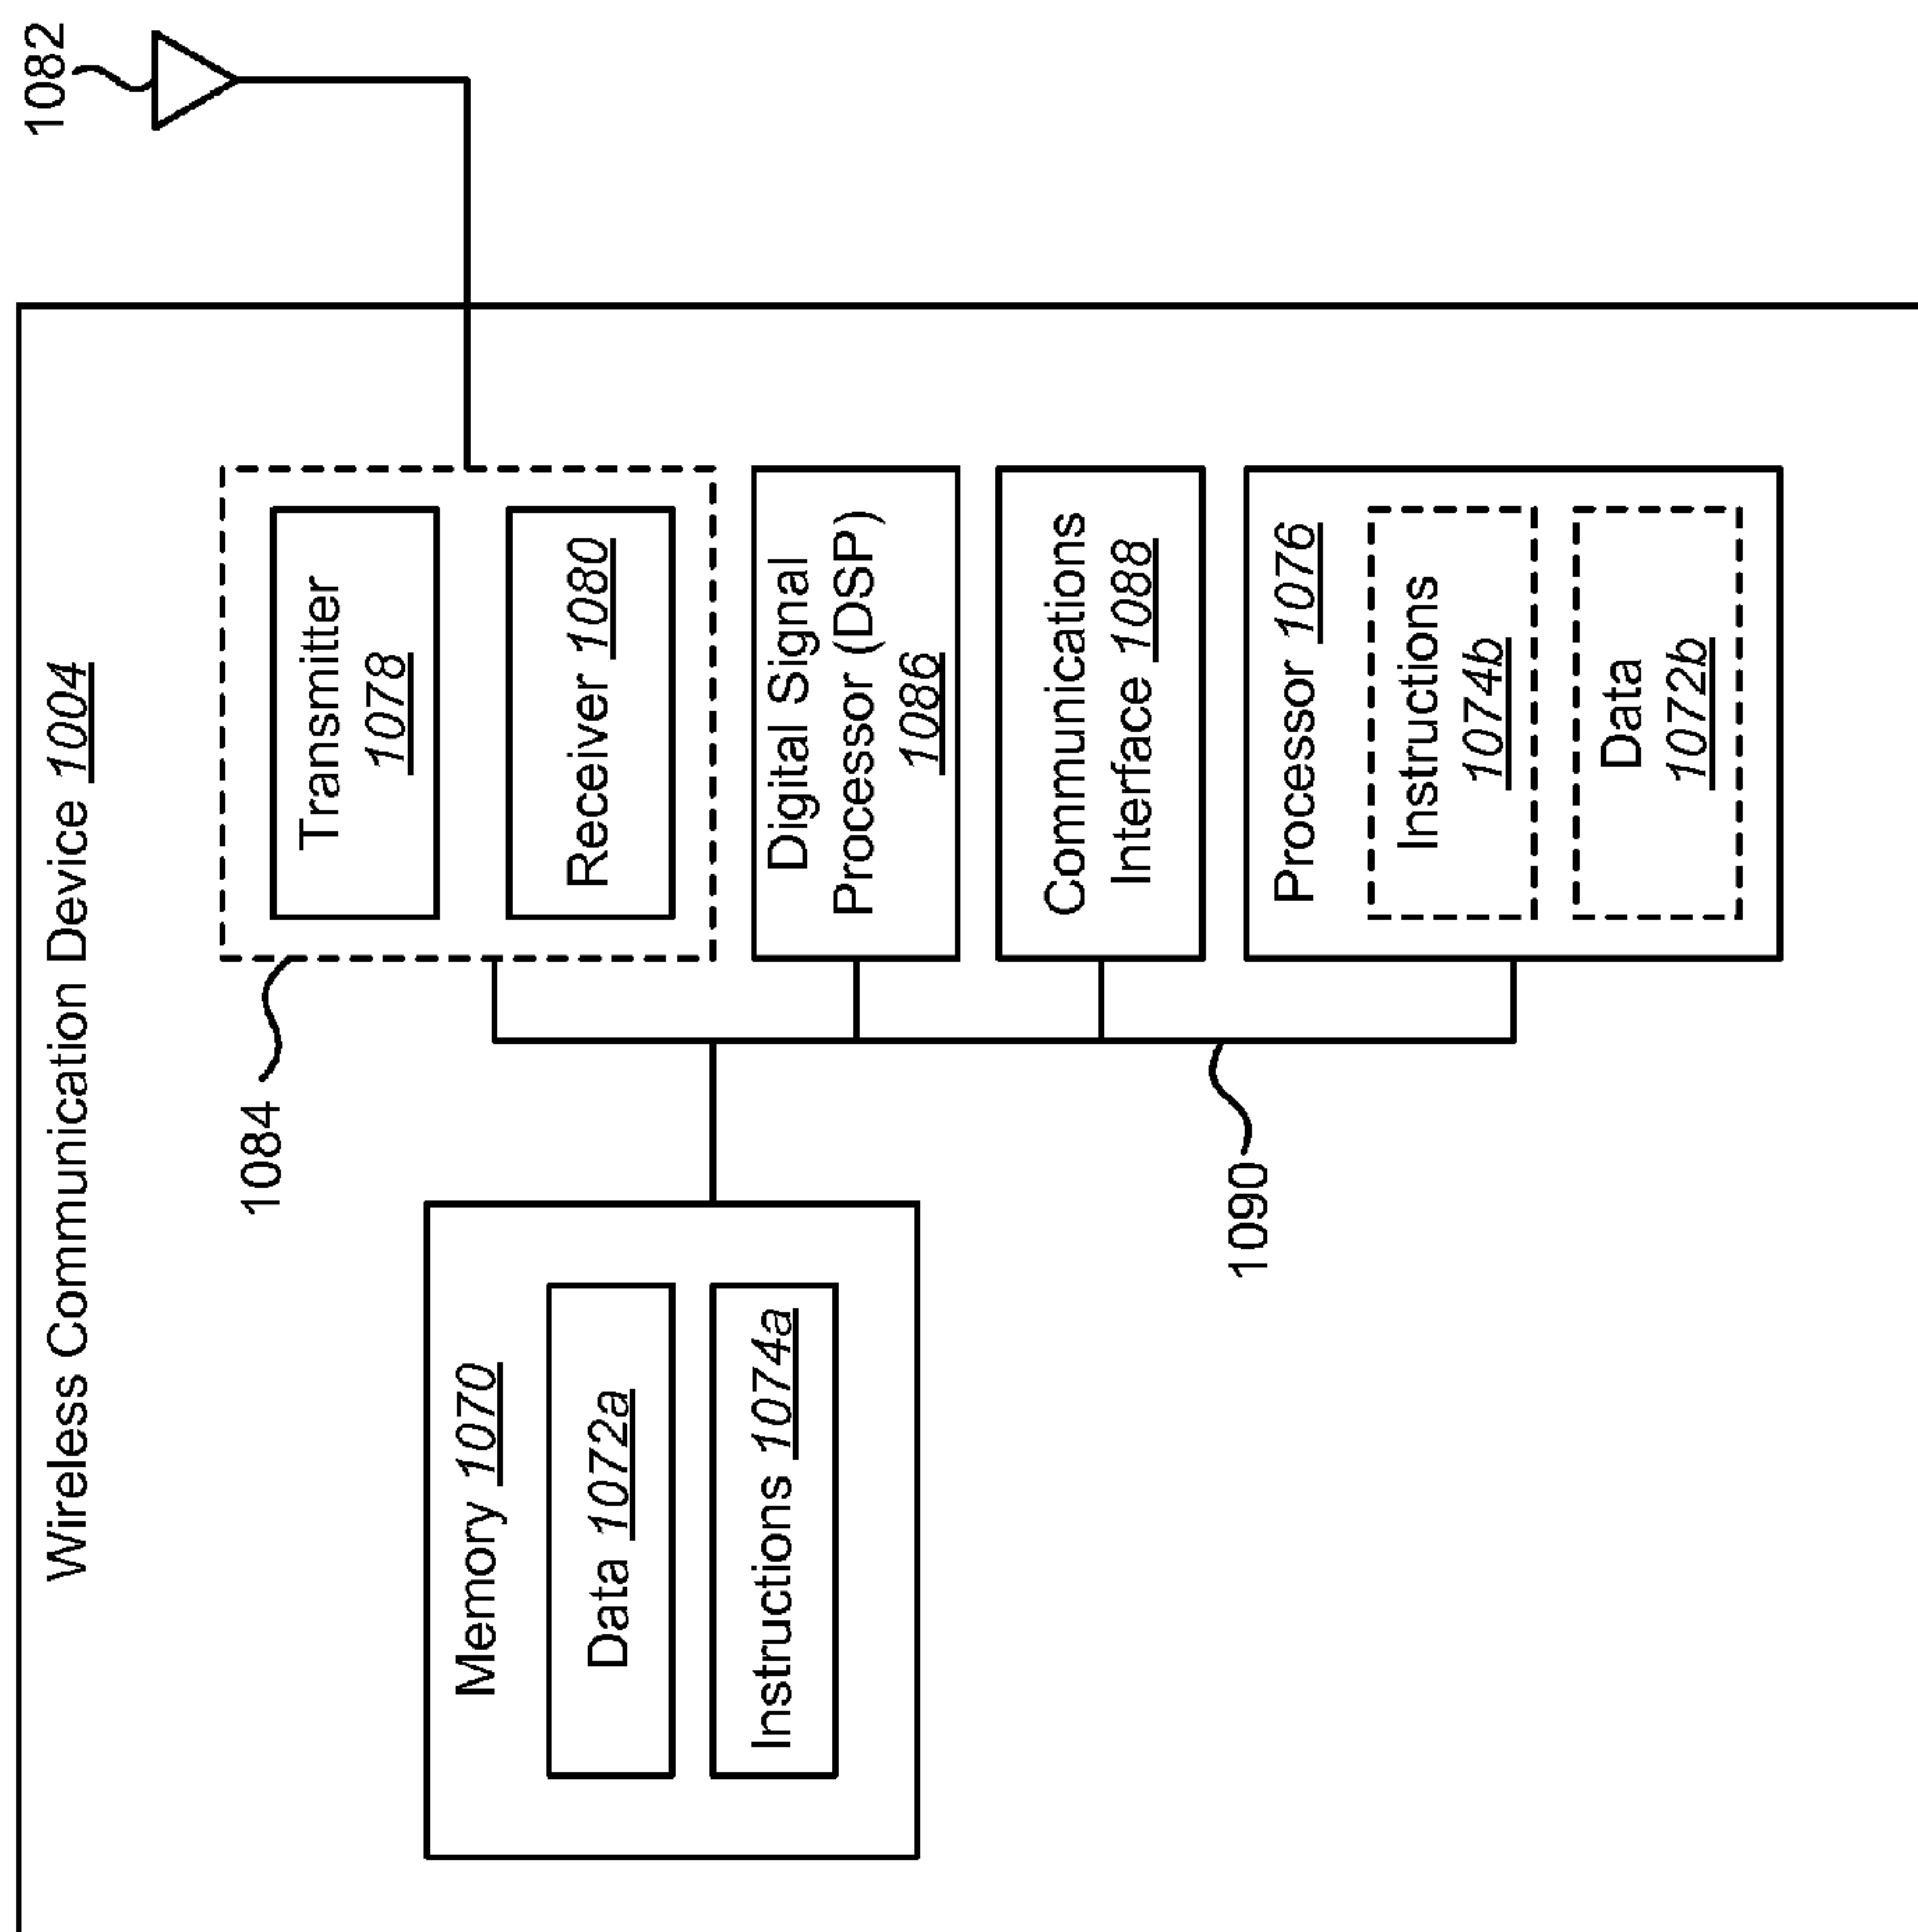 Wireless Communication Device 1004
1082
1084
Transmitter
1078
Receiver 1080
Memory 1070
Data 1072a
Instructions 1074a
Digital Signal
Processor (DSP)
1086
Communications
Interface 1088
1090
Processor 1076
Instructions
1074b
Data
1072b